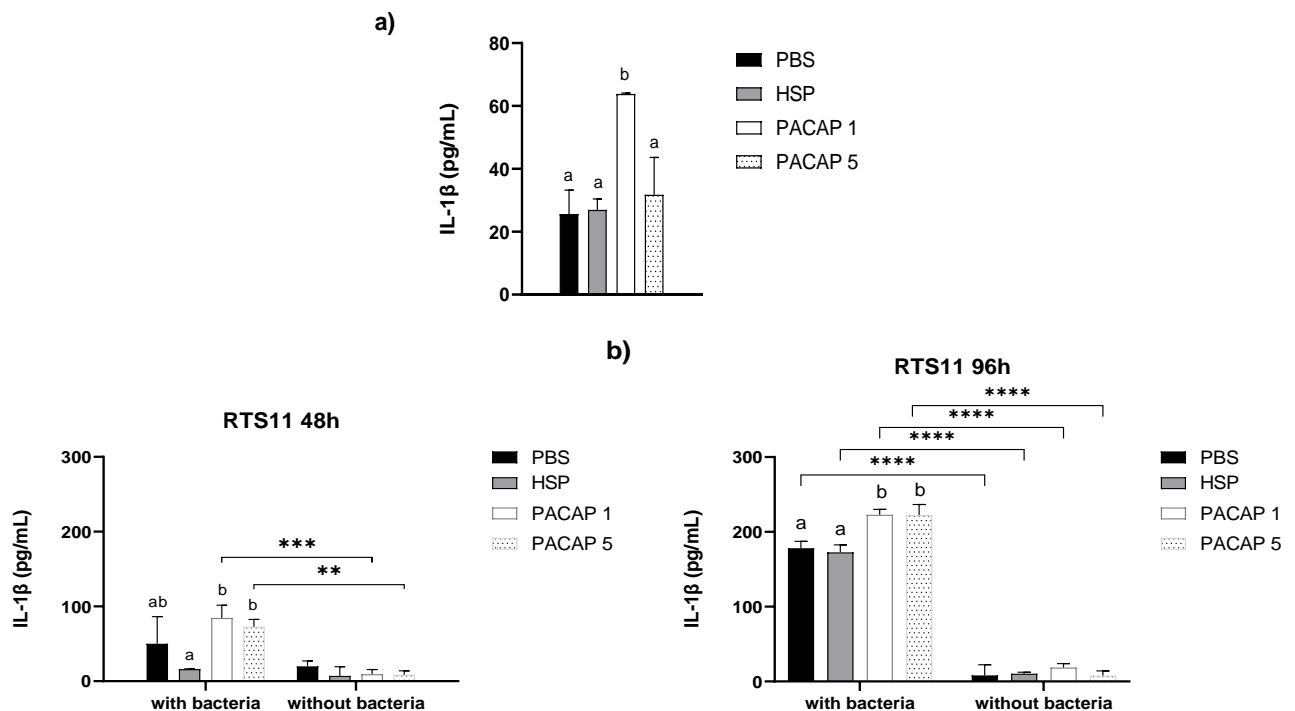 a)
80
60
40
20
0
IL-1β (pg/mL)
a
a
b
a
PBS
HSP
PACAP 1
PACAP 5
b)
RTS11 48h
300
200
100
0
IL-1β (pg/mL)
ab
a
b
b
***
**
with bacteria
without bacteria
PBS
HSP
PACAP 1
PACAP 5
RTS11 96h
****
****
****
****
300
200
100
0
IL-1β (pg/mL)
a
a
b
b
with bacteria
without bacteria
PBS
HSP
PACAP 1
PACAP 5